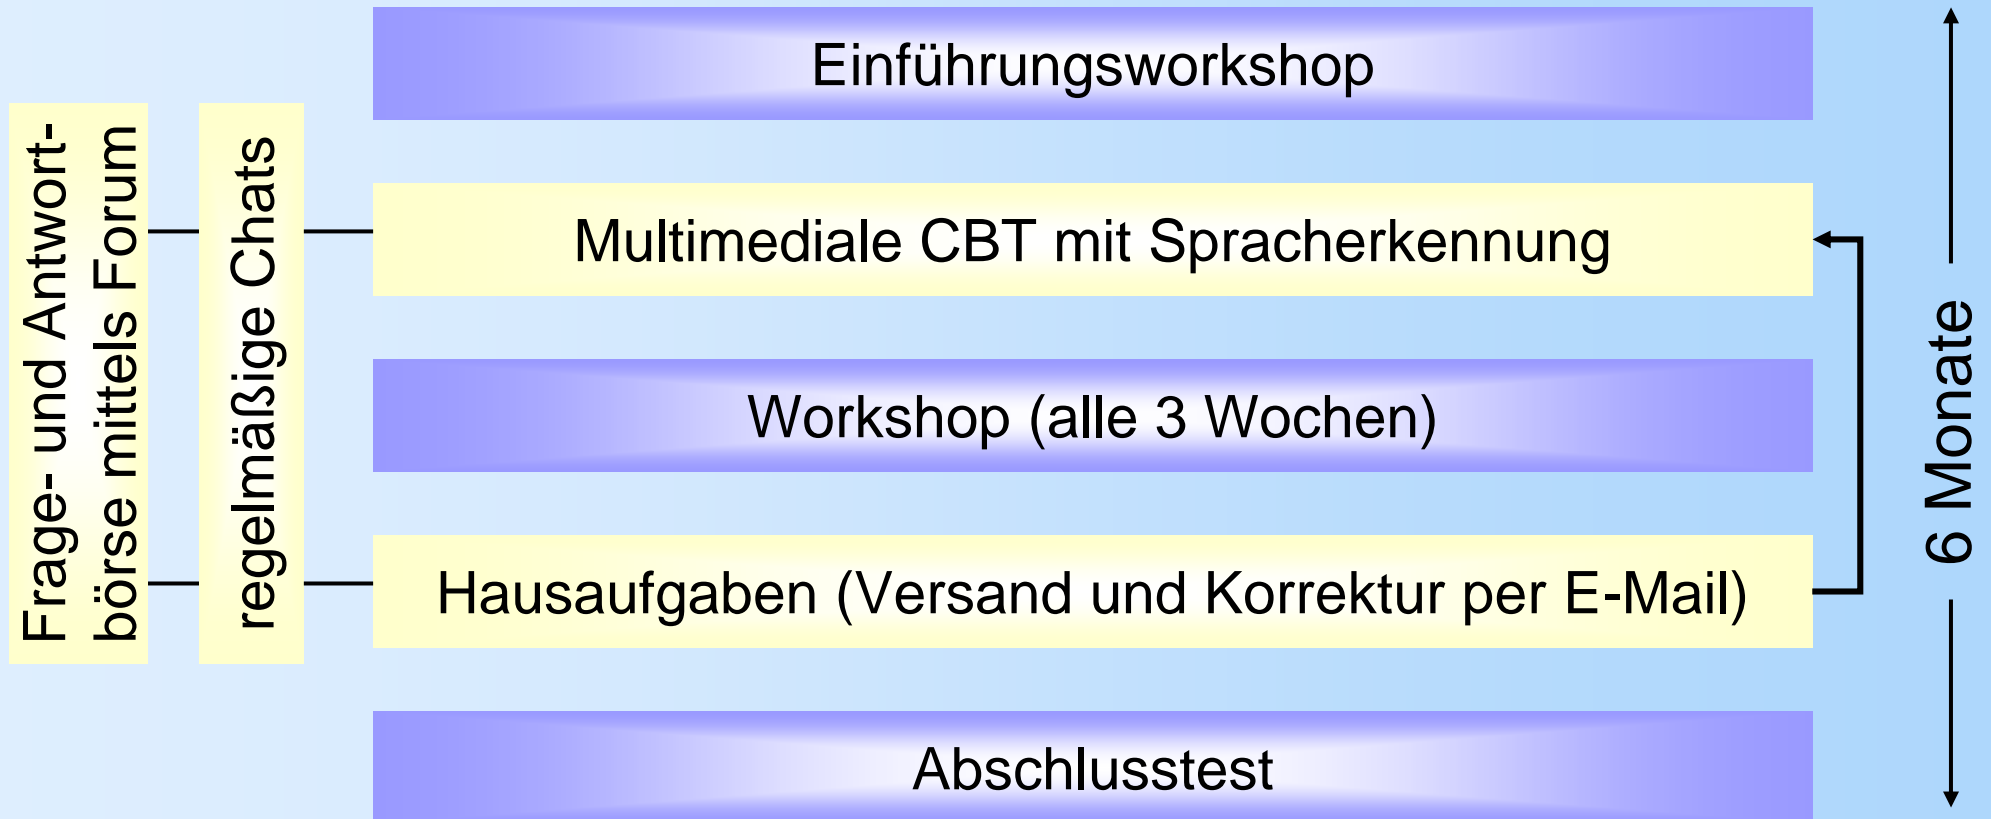 Einführungsworkshop
Frage- und Antwort-
börse mittels Forum
regelmäßige Chats
Multimediale CBT mit Spracherkennung
Workshop (alle 3 Wochen)
Hausaufgaben (Versand und Korrektur per E-Mail)
Abschlusstest
6 Monate